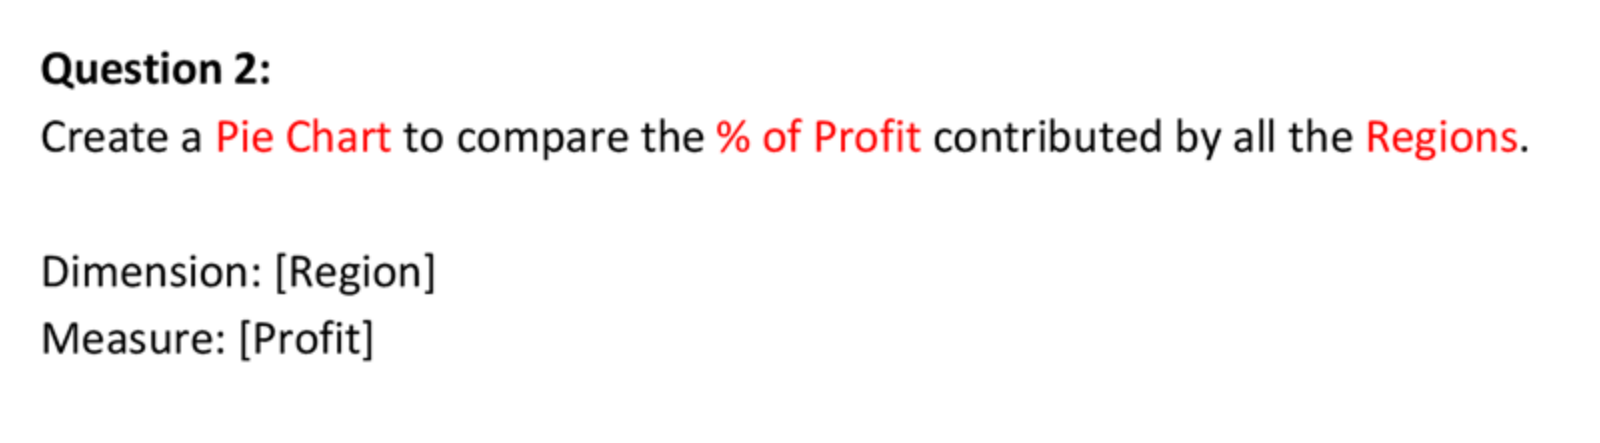 Question 2:
Create a Pie Chart to compare the % of Profit contributed by all the Regions.
Dimension: [Region]
Measure: [Profit]